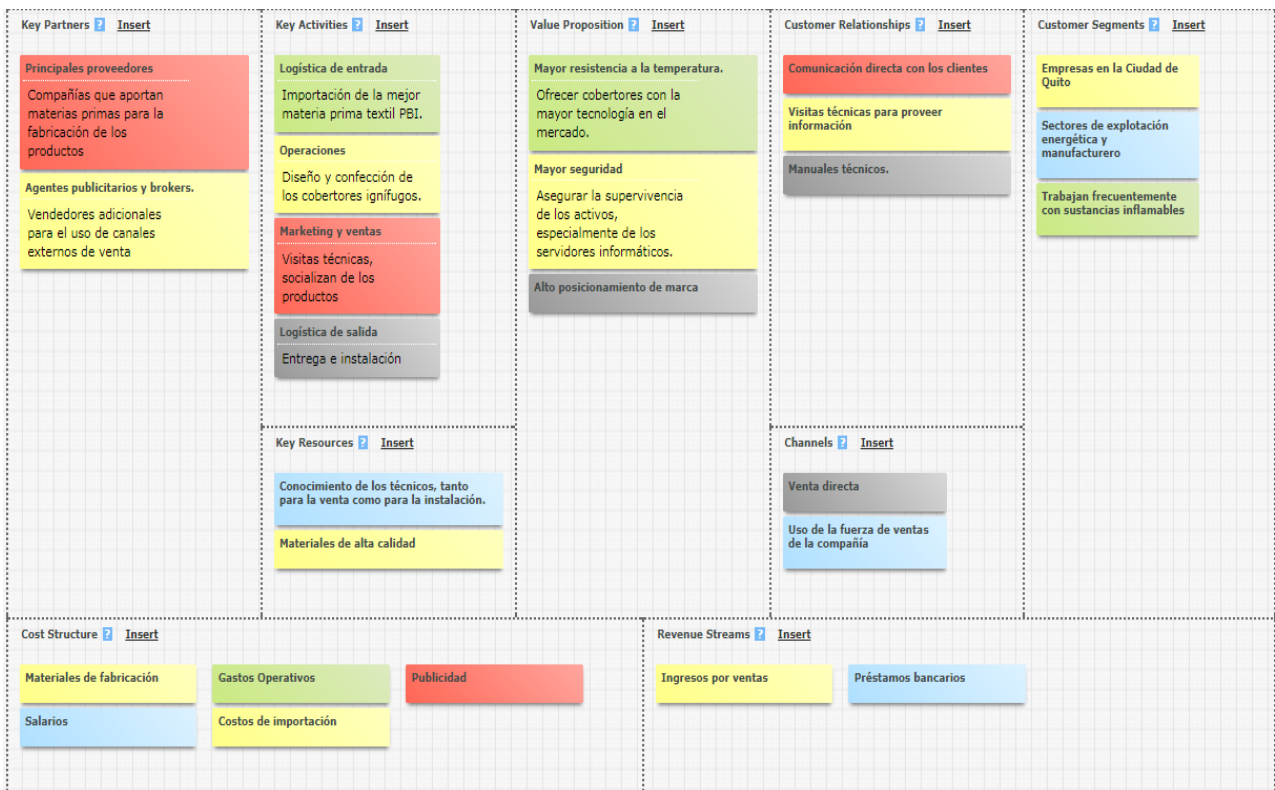 Key Partners ? Insert
Principales proveedores
Compañías que aportan
materias primas para la
fabricación de los
productos
Agentes publicitarios y brokers.
Vendedores adicionales
para el uso de canales
externos de venta
Key Activities ? Insert
Logística de entrada
Importación de la mejor
materia prima textil PBI.
Operaciones
Diseño y confección de
los cobertores ignífugos.
Marketing y ventas
Visitas técnicas,
socializan de los
productos
Logística de salida
Entrega e instalación
Key Resources ? Insert
Conocimiento de los técnicos, tanto
para la venta como para la instalación.
Materiales de alta calidad
Value Proposition ? Insert
Mayor resistencia a la temperatura.
Ofrecer cobertores con la
mayor tecnología en el
mercado.
Mayor seguridad
Asegurar la supervivencia
de los activos,
especialmente de los
servidores informáticos.
Alto posicionamiento de marca
Customer Relationships ? Insert
Comunicación directa con los clientes
Visitas técnicas para proveer
información
Manuales técnicos.
Channels ? Insert
Venta directa
Uso de la fuerza de ventas
de la compañía
Customer Segments ? Insert
Empresas en la Ciudad de
Quito
Sectores de explotación
energética y
manufacturero
Trabajan frecuentemente
con sustancias inflamables
Cost Structure ? Insert
Materiales de fabricación
Gastos Operativos
Publicidad
Salarios
Costos de importación
Revenue Streams ? Insert
Ingresos por ventas
Préstamos bancarios